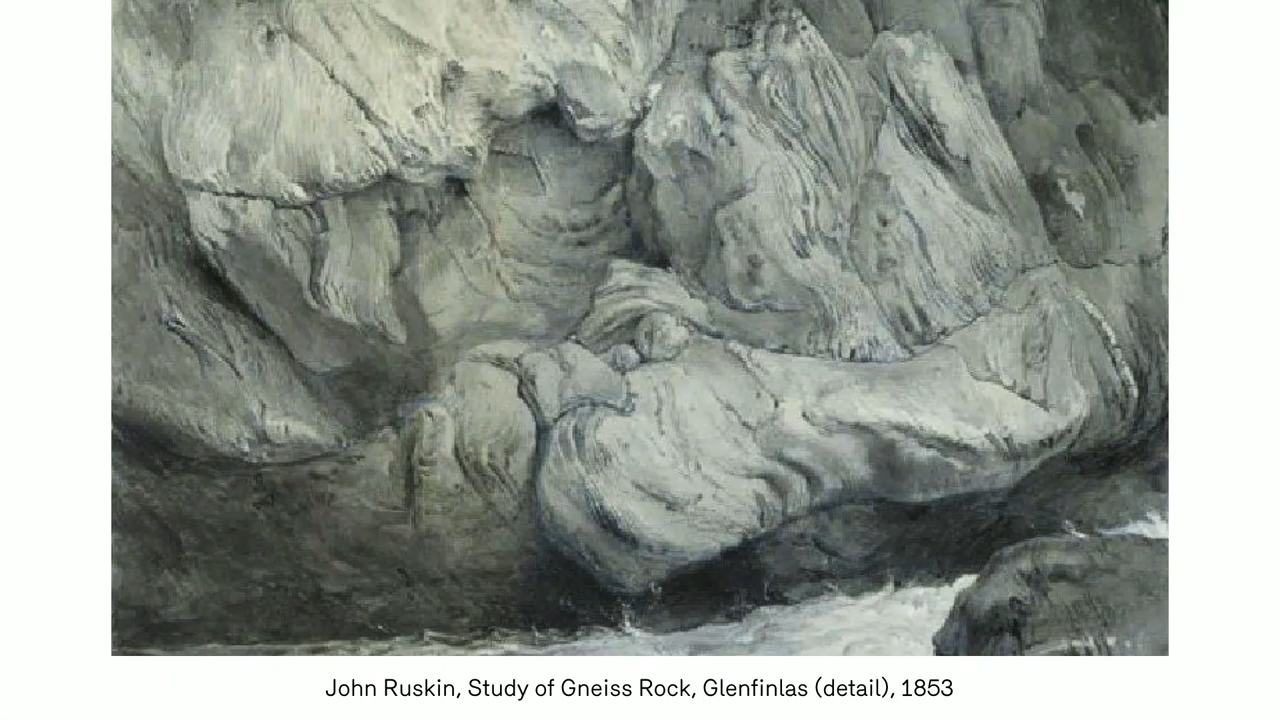 John Ruskin, Study of Gneiss Rock, Glenfinlas (detail), 1853